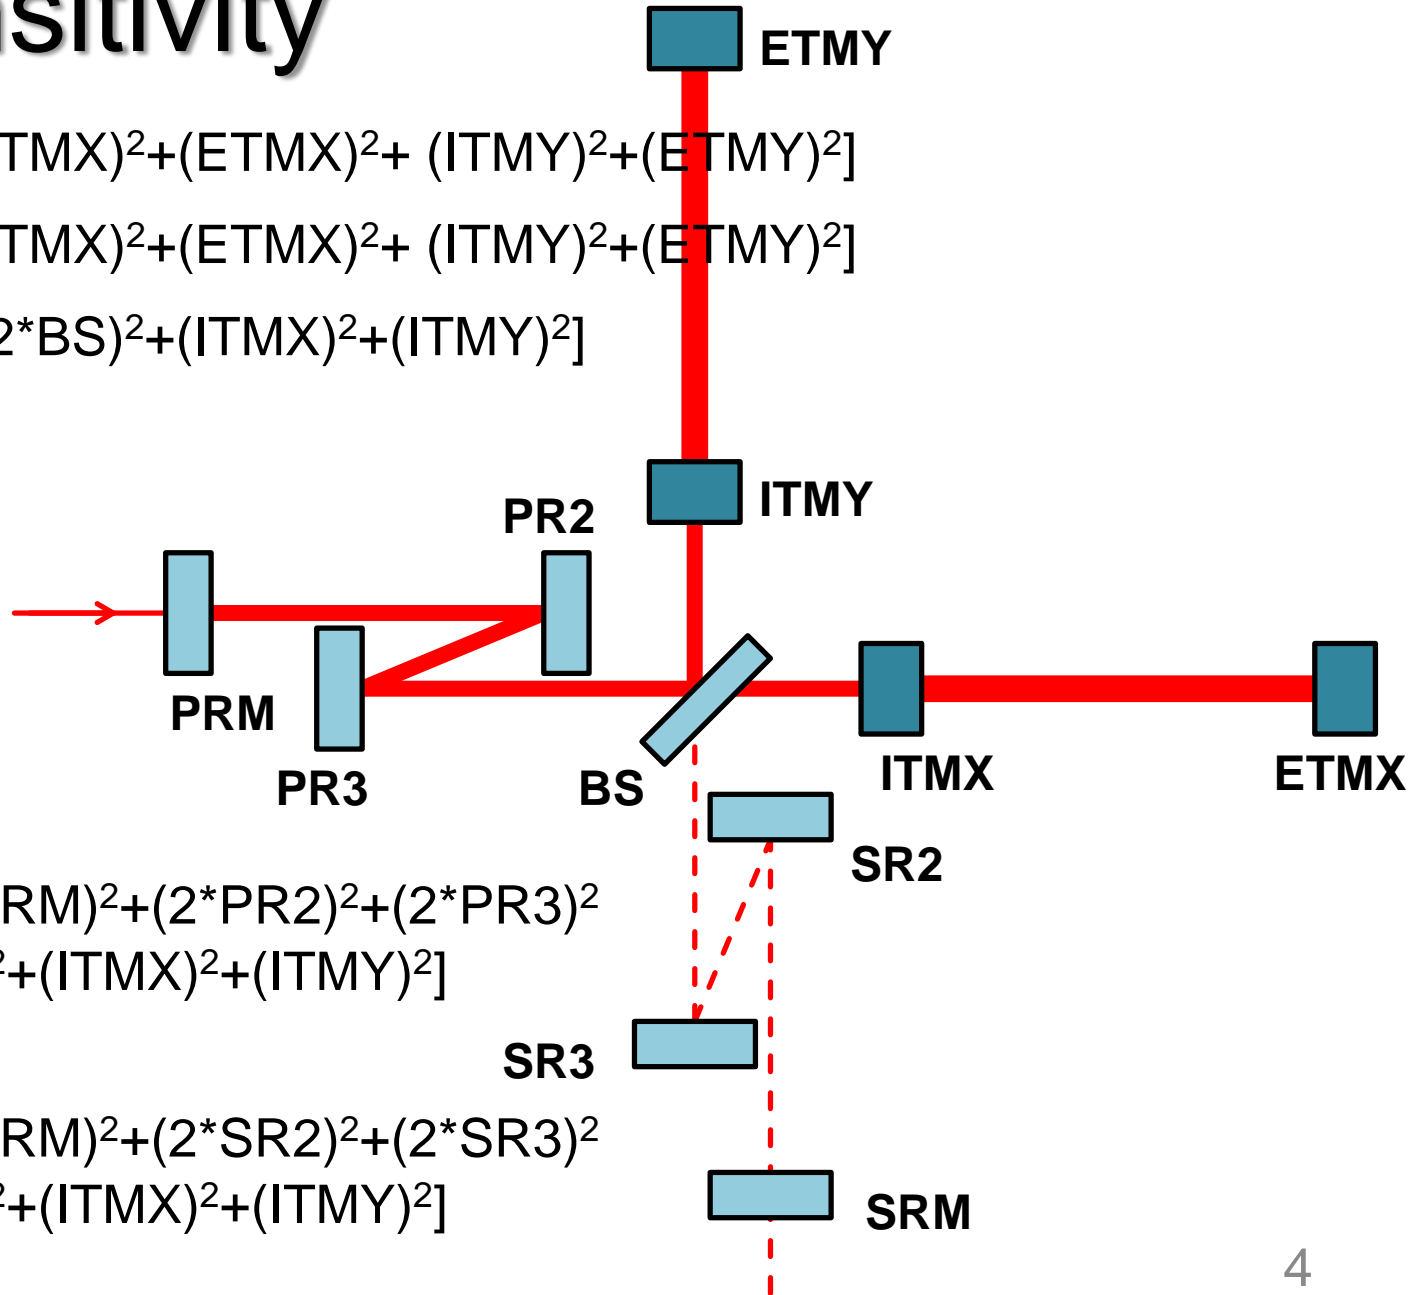 nsitivity
ETMY
TMX)²+(ETMX)²+ (ITMY)²+(ETMY)²]
TMX)²+(ETMX)²+ (ITMY)²+(ETMY)²]
2*BS)²+(ITMX)²+(ITMY)²]
ITMY
PR2
PRM
PR3
BS
ITMX
ETMX
SR2
RM)²+(2*PR2)²+(2*PR3)²
²+(ITMX)²+(ITMY)²]
SR3
RM)²+(2*SR2)²+(2*SR3)²
²+(ITMX)²+(ITMY)²]
SRM
4